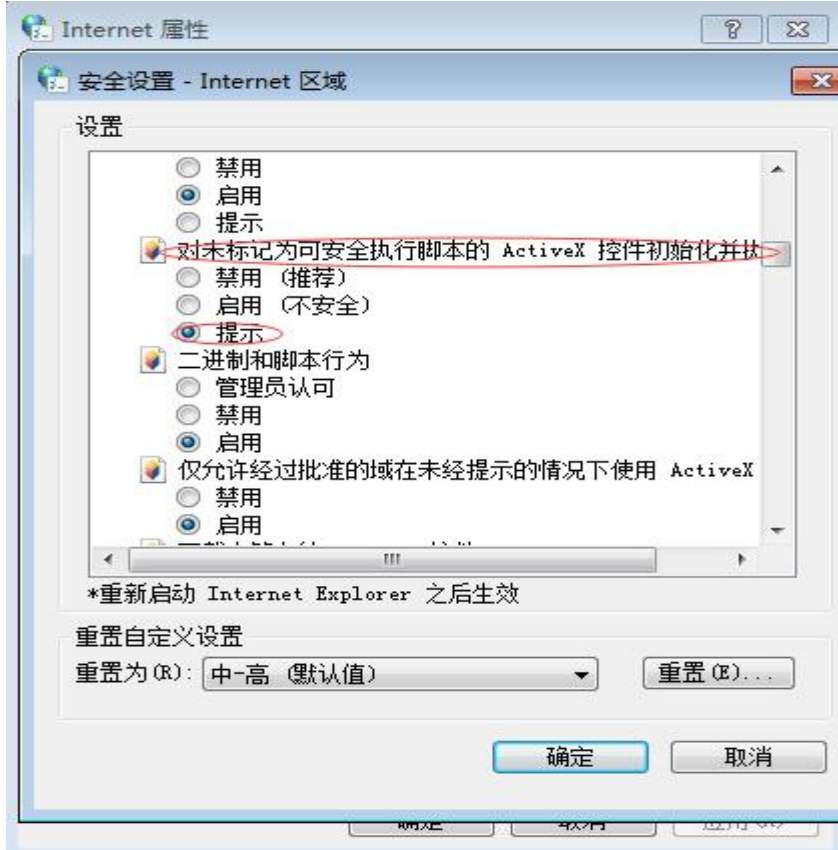 Internet 属性
安全设置 - Internet 区域
设置
禁用
启用
提示
对未标记为可安全执行脚本的 ActiveX 控件初始化并执
禁用 (推荐)
启用 (不安全)
提示
二进制和脚本行为
管理员认可
禁用
启用
仅允许经过批准的域在未经提示的情况下使用 ActiveX
禁用
启用
*重新启动 Internet Explorer 之后生效
重置自定义设置
重置为(R): 中-高 (默认值) 重置(E)...
确定 取消